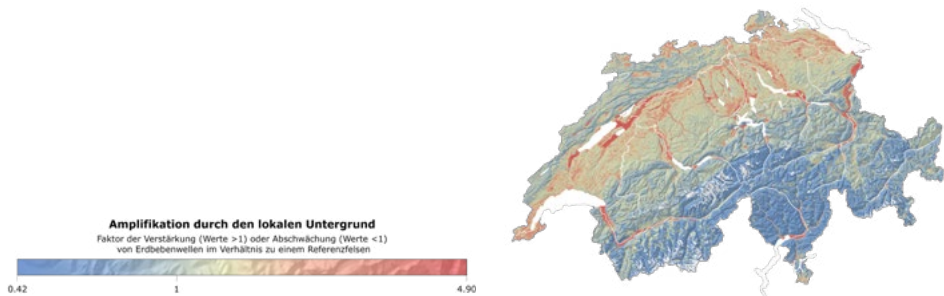 Amplifikation durch den lokalen Untergrund
Faktor der Verstärkung (Werte >1) oder Abschwächung (Werte <1)
von Erdbebenwellen im Verhältnis zu einem Referenzfelsen
0.42 1 4.90